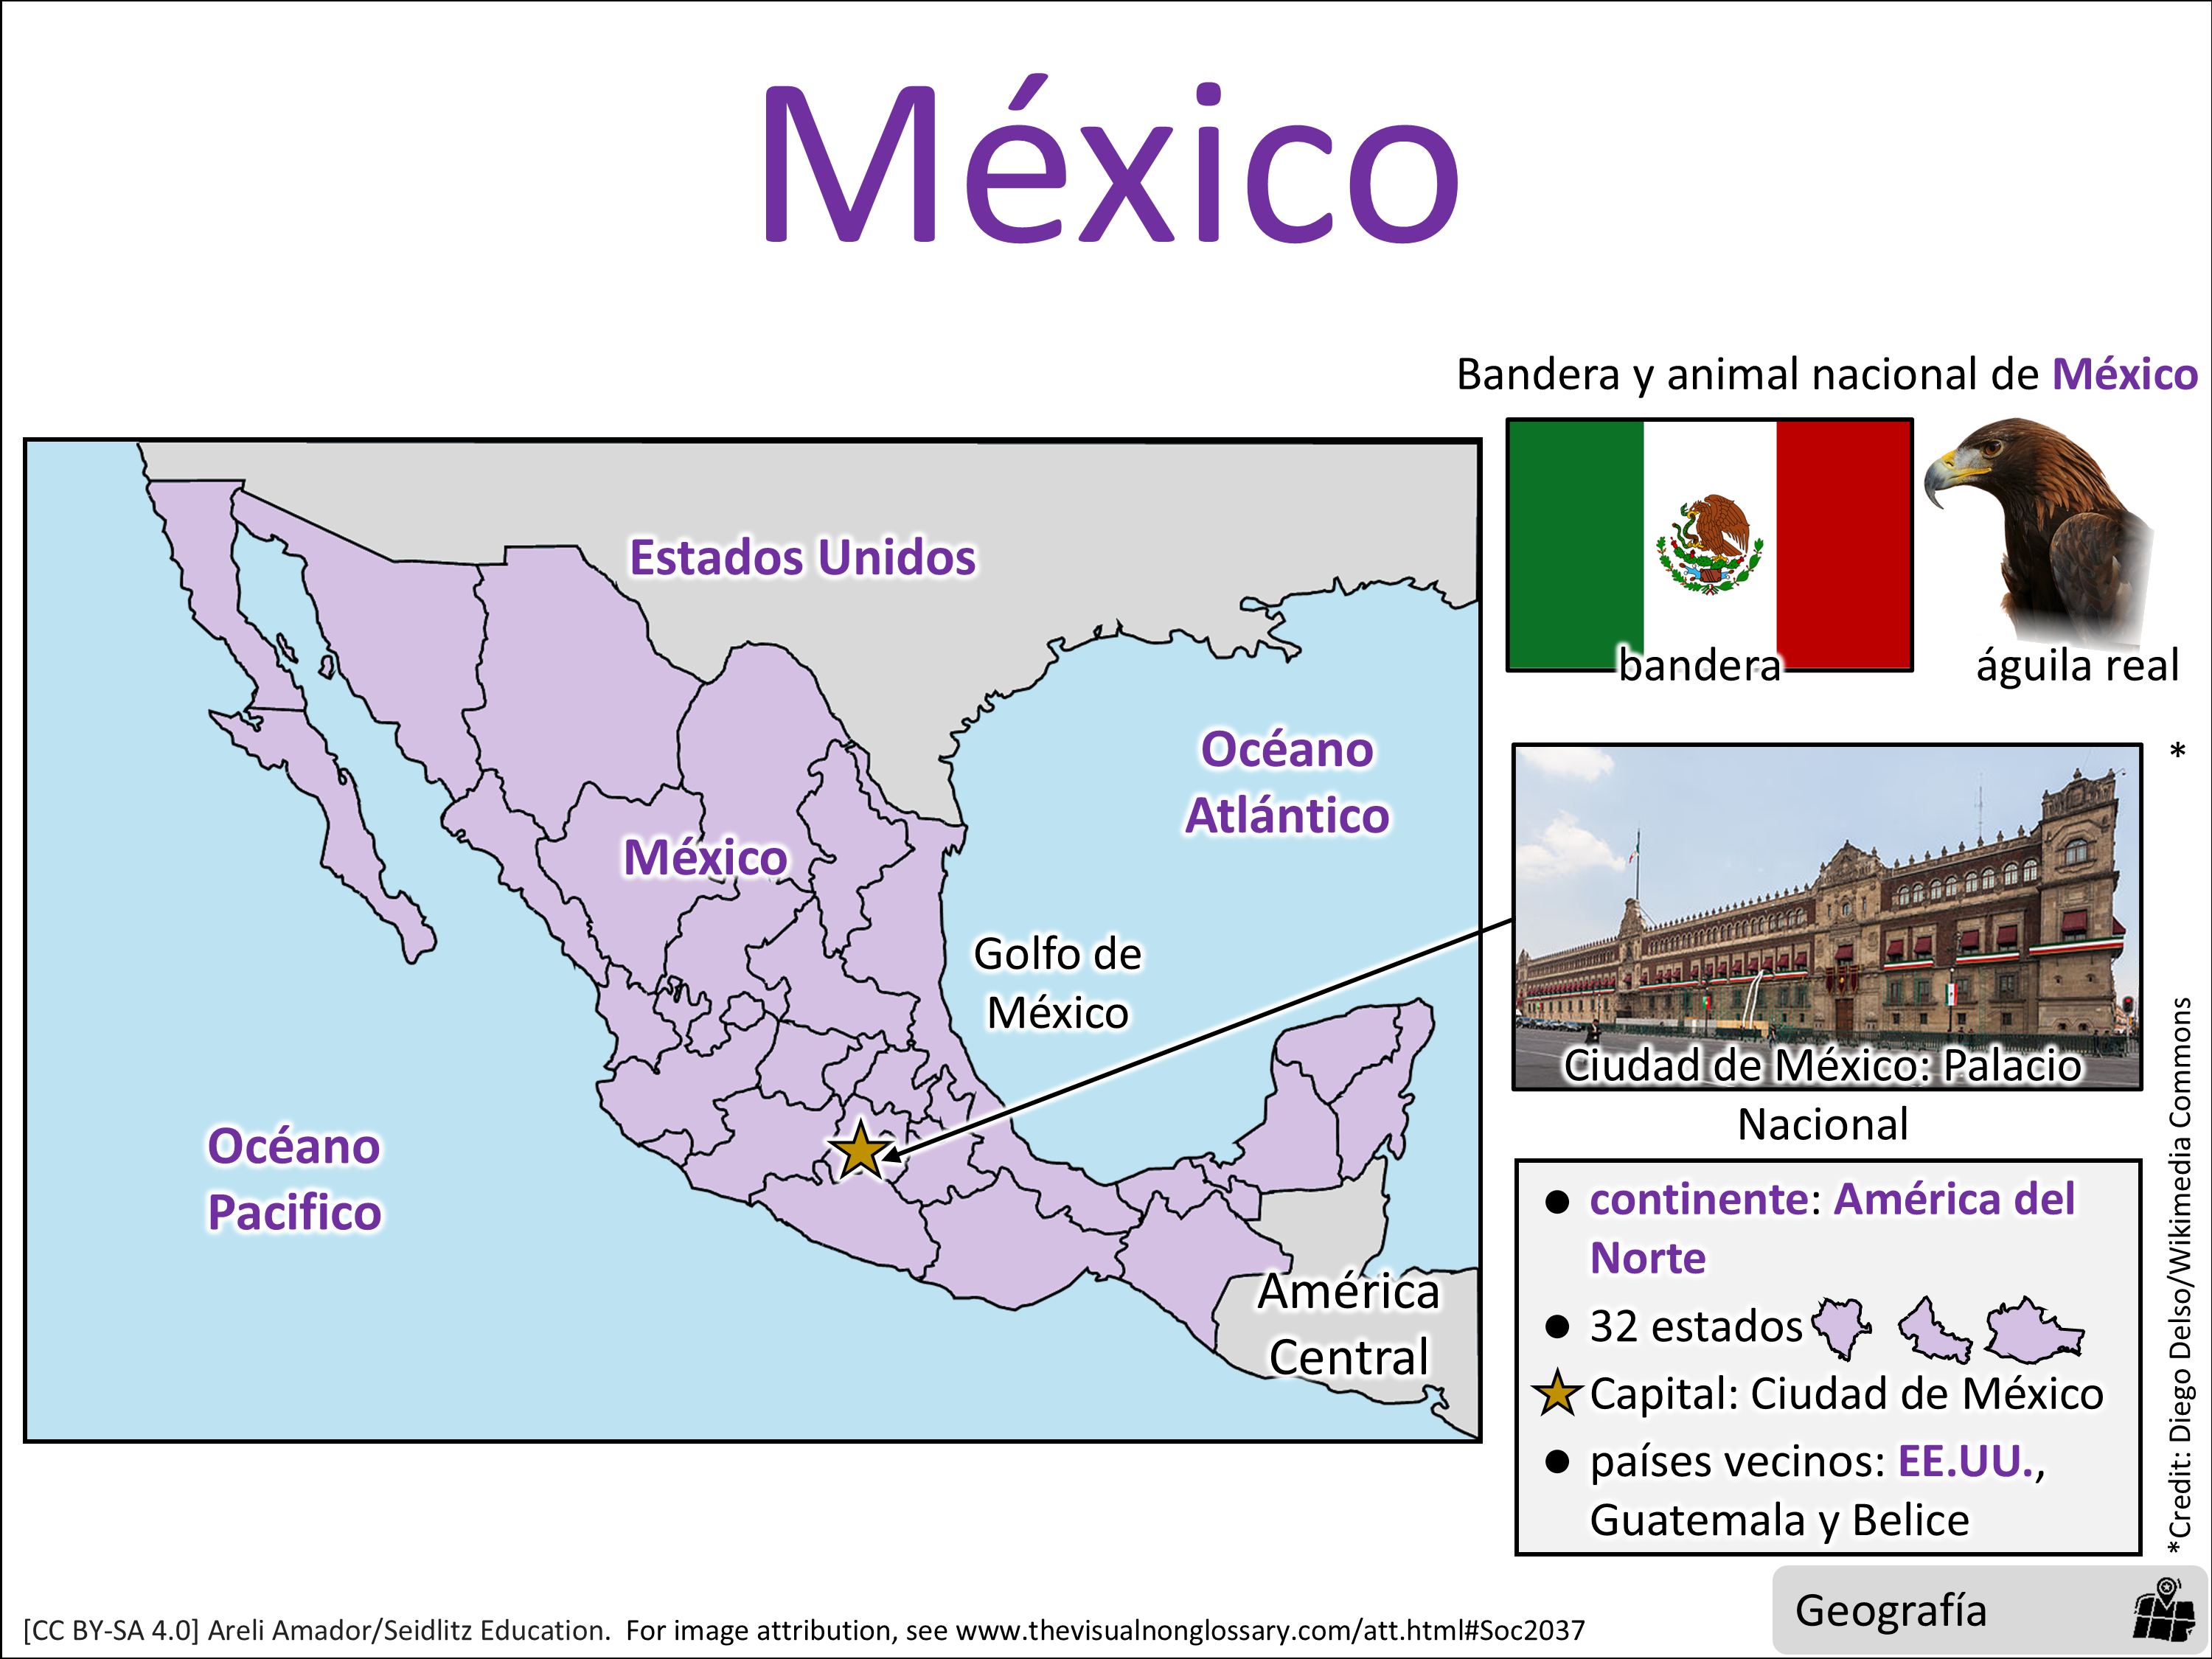 México
Bandera y animal nacional de México
bandera
águila real
Estados Unidos
Océano
Atlántico
México
Golfo de
México
Océano
Pacifico
América
Central
*
Ciudad de México: Palacio
Nacional
● continente: América del
Norte
● 32 estados
Capital: Ciudad de México
● países vecinos: EE.UU.,
Guatemala y Belice
*Credit: Diego Delso/Wikimedia Commons
Geografía
[CC BY-SA 4.0] Areli Amador/Seidlitz Education. For image attribution, see www.thevisualnonglossary.com/att.html#Soc2037